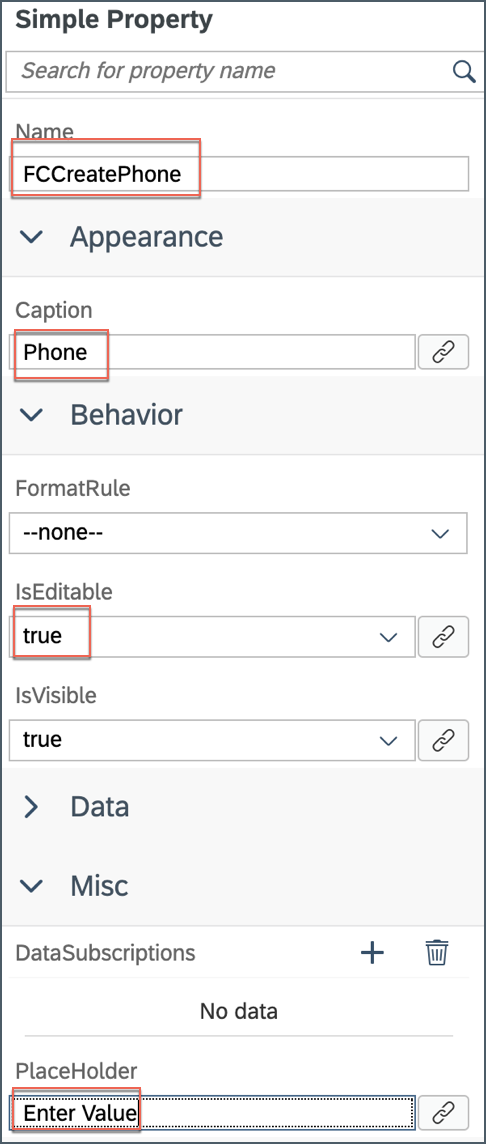 Simple Property
Search for property name
Name
FCCreatePhone
Appearance
Caption
Phone
Behavior
FormatRule
--none--
IsEditable
true
IsVisible
true
Data
Misc
DataSubscriptions
No data
PlaceHolder
Enter Value